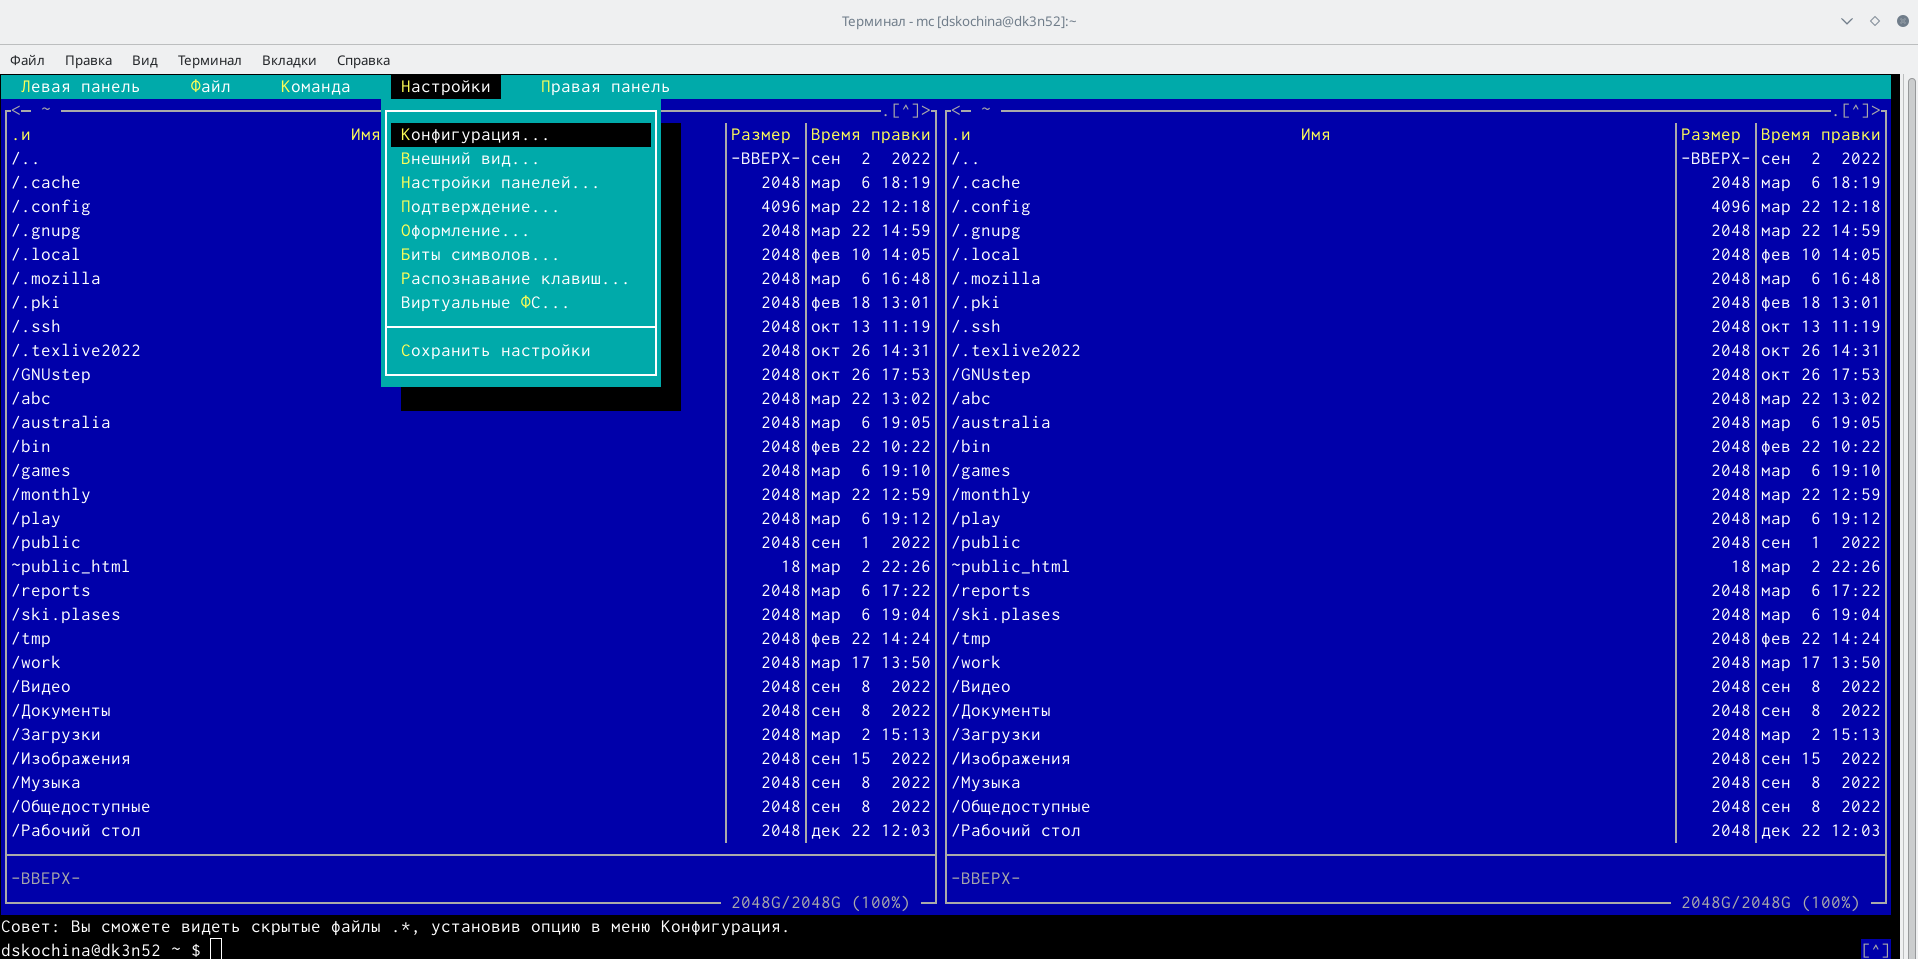 Терминал - mc [dskochina@dk3n52]:~
Файл Правка Вид Терминал Вкладки Справка
Левая панель Файл Команда Настройки Правая панель
<- ~ .[^]> <- ~ .[^]>
.и Имя Размер Время правки .и Имя Размер Время правки
Конфигурация...
Внешний вид...
Настройки панелей...
Подтверждение...
Оформление...
Биты символов...
Распознавание клавиш...
Виртуальные ФС...
Сохранить настройки
/.. -ВВЕРХ- сен 2 2022 /.. -ВВЕРХ- сен 2 2022
/.cache 2048 мар 6 18:19 /.cache 2048 мар 6 18:19
/.config 4096 мар 22 12:18 /.config 4096 мар 22 12:18
/.gnupg 2048 мар 22 14:59 /.gnupg 2048 мар 22 14:59
/.local 2048 фев 10 14:05 /.local 2048 фев 10 14:05
/.mozilla 2048 мар 6 16:48 /.mozilla 2048 мар 6 16:48
/.pki 2048 фев 18 13:01 /.pki 2048 фев 18 13:01
/.ssh 2048 окт 13 11:19 /.ssh 2048 окт 13 11:19
/.texlive2022 2048 окт 26 14:31 /.texlive2022 2048 окт 26 14:31
/GNUstep 2048 окт 26 17:53 /GNUstep 2048 окт 26 17:53
/abc 2048 мар 22 13:02 /abc 2048 мар 22 13:02
/australia 2048 мар 6 19:05 /australia 2048 мар 6 19:05
/bin 2048 фев 22 10:22 /bin 2048 фев 22 10:22
/games 2048 мар 6 19:10 /games 2048 мар 6 19:10
/monthly 2048 мар 22 12:59 /monthly 2048 мар 22 12:59
/play 2048 мар 6 19:12 /play 2048 мар 6 19:12
/public 2048 сен 1 2022 /public 2048 сен 1 2022
~public_html 18 мар 2 22:26 ~public_html 18 мар 2 22:26
/reports 2048 мар 6 17:22 /reports 2048 мар 6 17:22
/ski.plases 2048 мар 6 19:04 /ski.plases 2048 мар 6 19:04
/tmp 2048 фев 22 14:24 /tmp 2048 фев 22 14:24
/work 2048 мар 17 13:50 /work 2048 мар 17 13:50
/Видео 2048 сен 8 2022 /Видео 2048 сен 8 2022
/Документы 2048 сен 8 2022 /Документы 2048 сен 8 2022
/Загрузки 2048 мар 2 15:13 /Загрузки 2048 мар 2 15:13
/Изображения 2048 сен 15 2022 /Изображения 2048 сен 15 2022
/Музыка 2048 сен 8 2022 /Музыка 2048 сен 8 2022
/Общедоступные 2048 сен 8 2022 /Общедоступные 2048 сен 8 2022
/Рабочий стол 2048 дек 22 12:03 /Рабочий стол 2048 дек 22 12:03
-ВВЕРХ- -ВВЕРХ-
2048G/2048G (100%) 2048G/2048G (100%)
Совет: Вы сможете видеть скрытые файлы .*, установив опцию в меню Конфигурация.
dskochina@dk3n52 ~ $ [^]